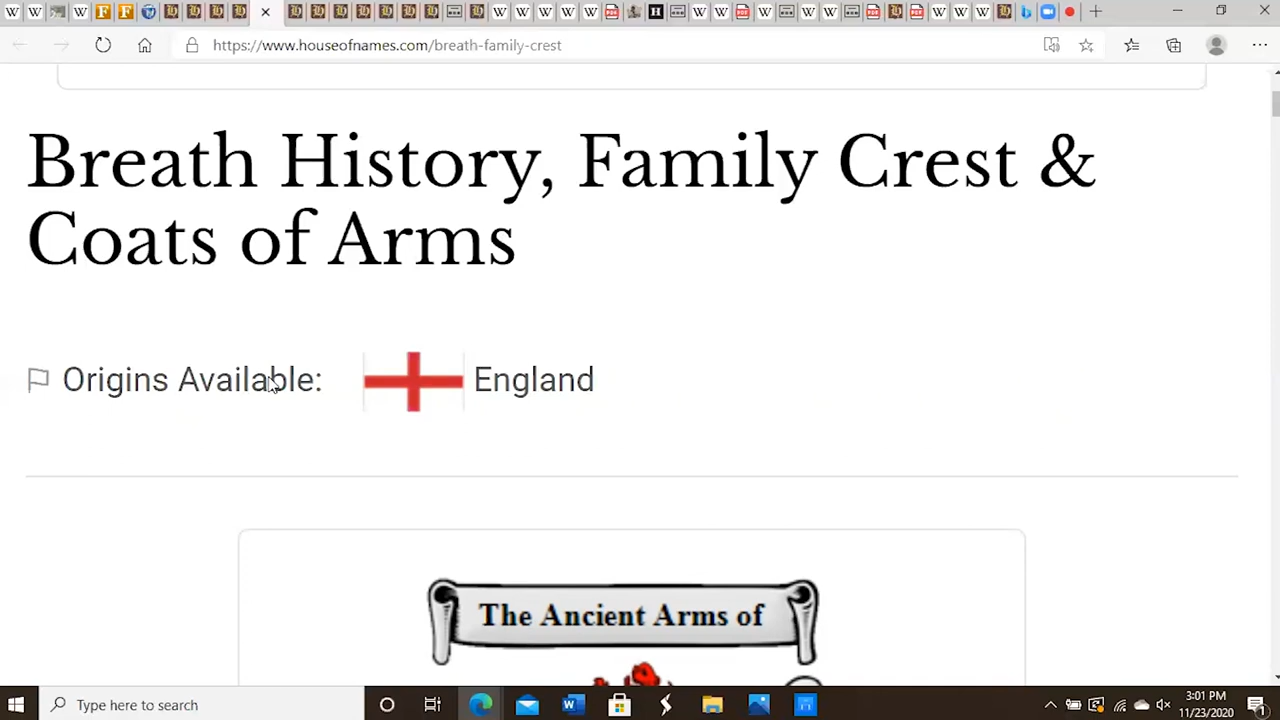 https://www.houseofnames.com/breath-family-crest
Breath History, Family Crest &
Coats of Arms
Origins Available: England
The Ancient Arms of
Type here to search
3:01 PM
11/23/2020